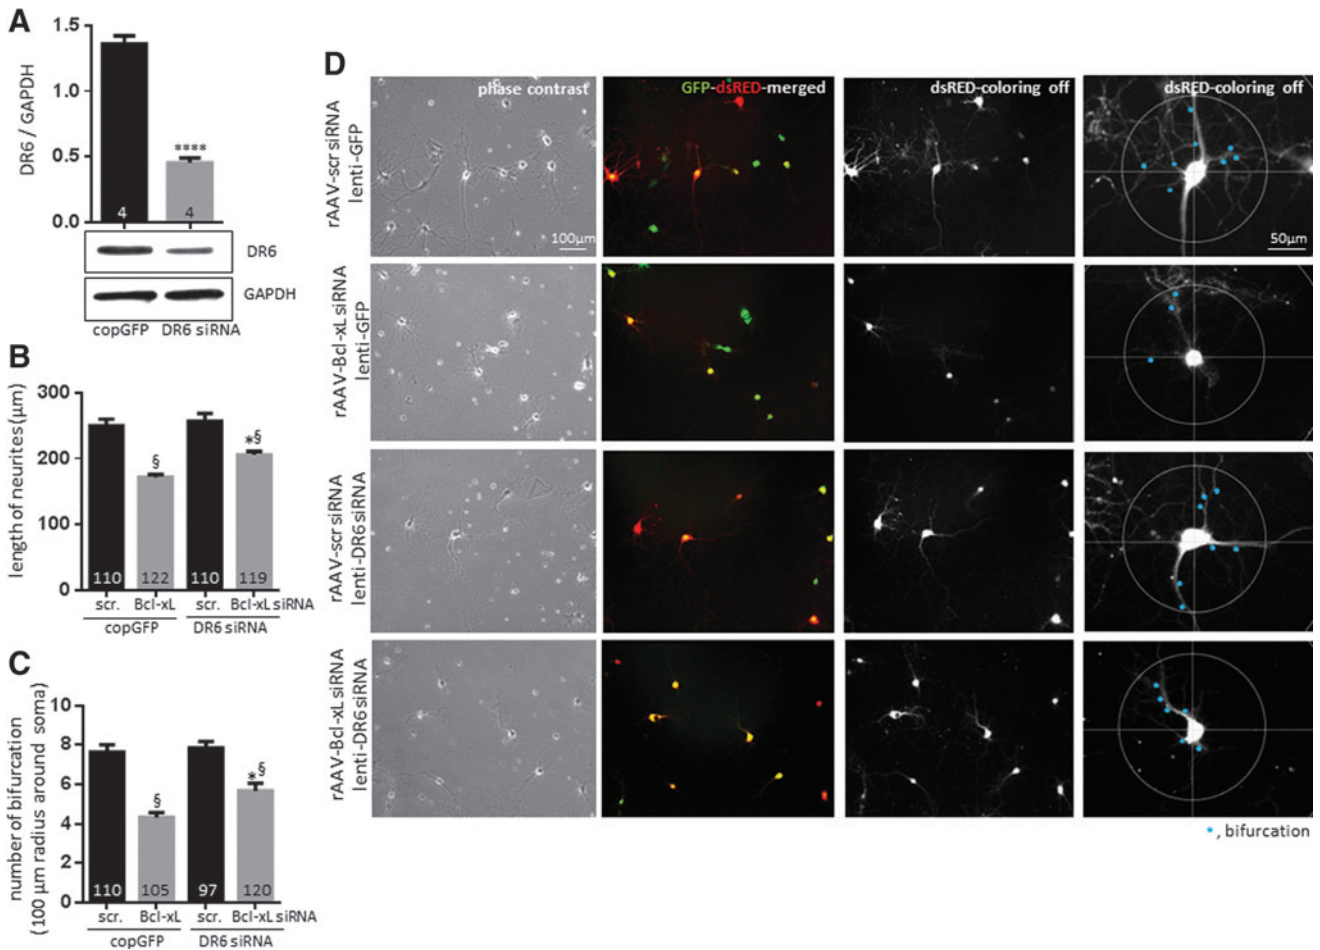 A
1.5
1.0
0.5
0.0
DR6 / GAPDH
****
4
4
DR6
GAPDH
copGFP DR6 siRNA
B
300
200
100
0
length of neurites (µm)
§
*§
110
122
110
119
scr. Bcl-xL scr. Bcl-xL siRNA
copGFP DR6 siRNA
C
10
8
6
4
2
0
number of bifurcation
(100 µm radius around soma)
§
*§
110
105
97
120
scr. Bcl-xL scr. Bcl-xL siRNA
copGFP DR6 siRNA
D
phase contrast
GFP-dsRED-merged
dsRED-coloring off
dsRED-coloring off
rAAV-scr siRNA
lenti-GFP
100µm
50µm
rAAV-Bcl-xL siRNA
lenti-GFP
rAAV-scr siRNA
lenti-DR6 siRNA
rAAV-Bcl-xL siRNA
lenti-DR6 siRNA
*, bifurcation